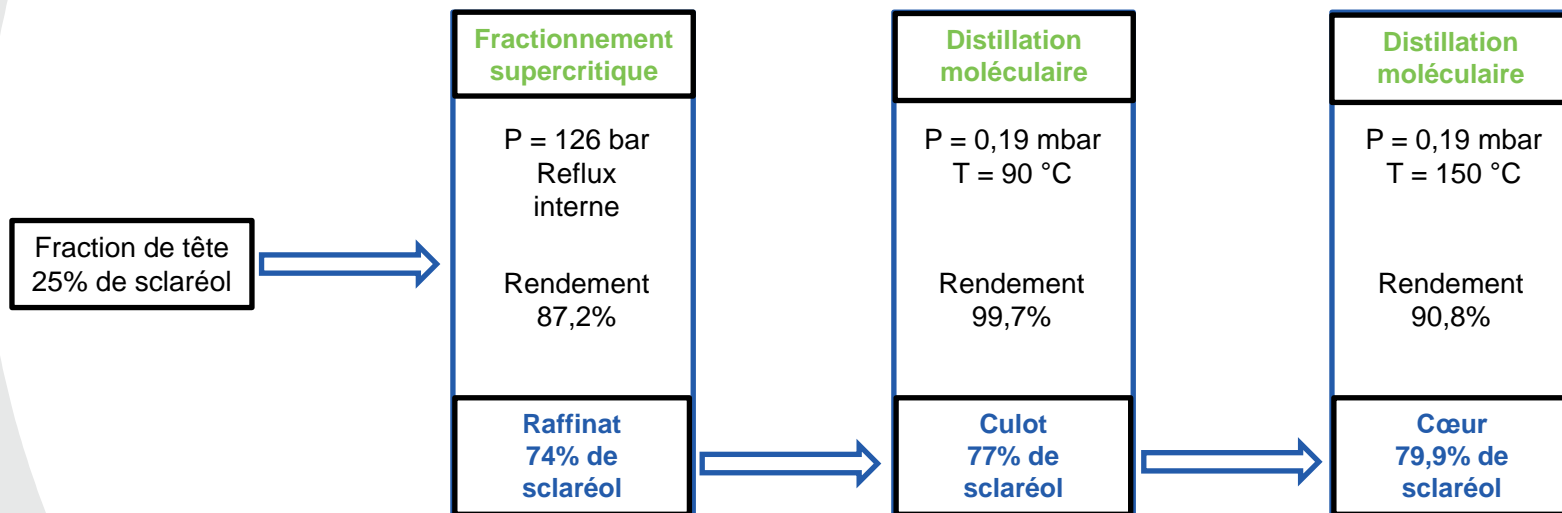 Fraction de tête
25% de sclaréol
Fractionnement
supercritique
P = 126 bar
Reflux
interne
Rendement
87,2%
Raffinat
74% de
sclaréol
Distillation
moléculaire
P = 0,19 mbar
T = 90 °C
Rendement
99,7%
Culot
77% de
sclaréol
Distillation
moléculaire
P = 0,19 mbar
T = 150 °C
Rendement
90,8%
Cœur
79,9% de
sclaréol